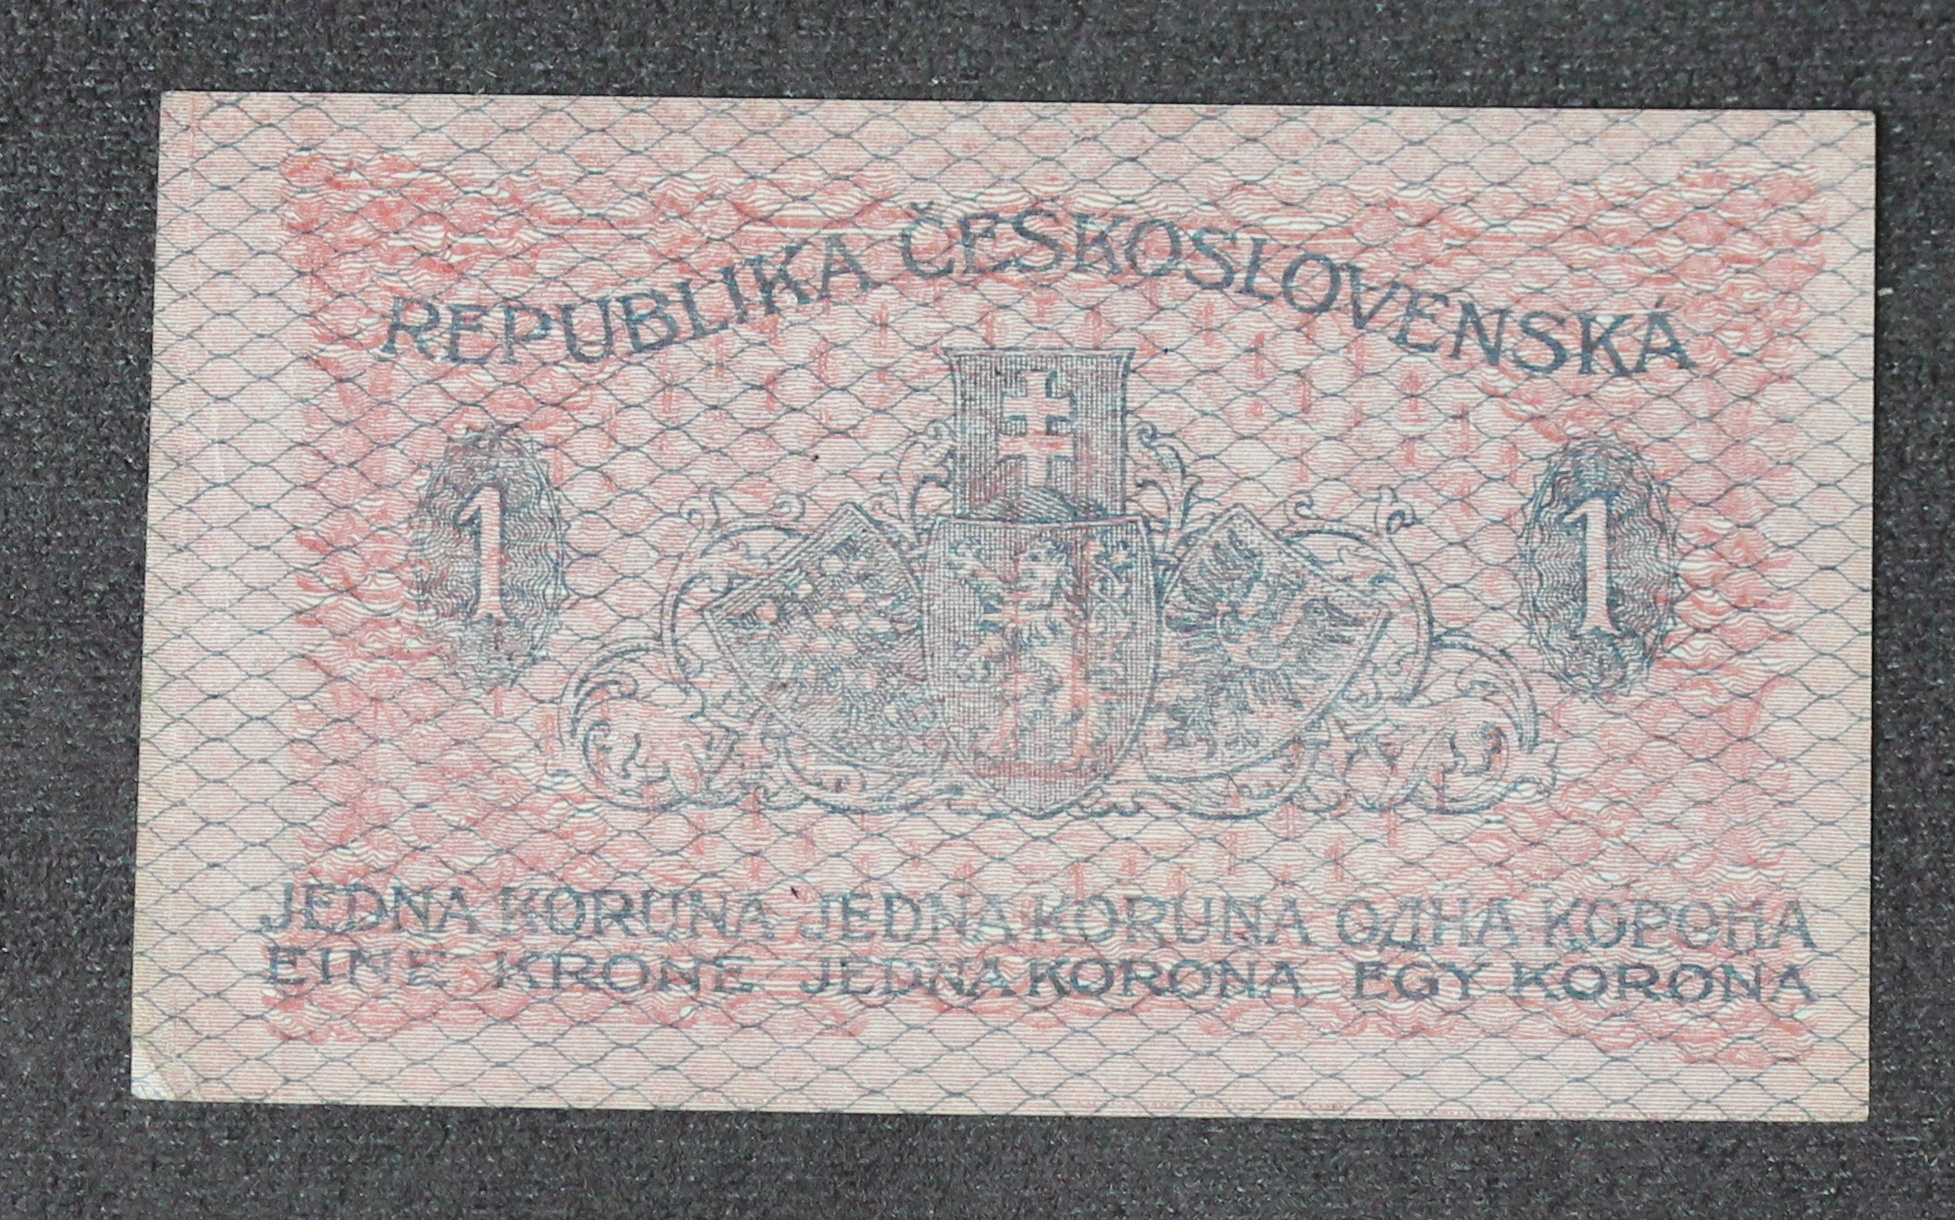 REPUBLIKA ČESKOSLOVENSKÁ
1 1
JEDNA KORUNA JEDNA KORUNA ОДНА КОРОНА
EINE KRONE JEDNA KORONA EGY KORONA